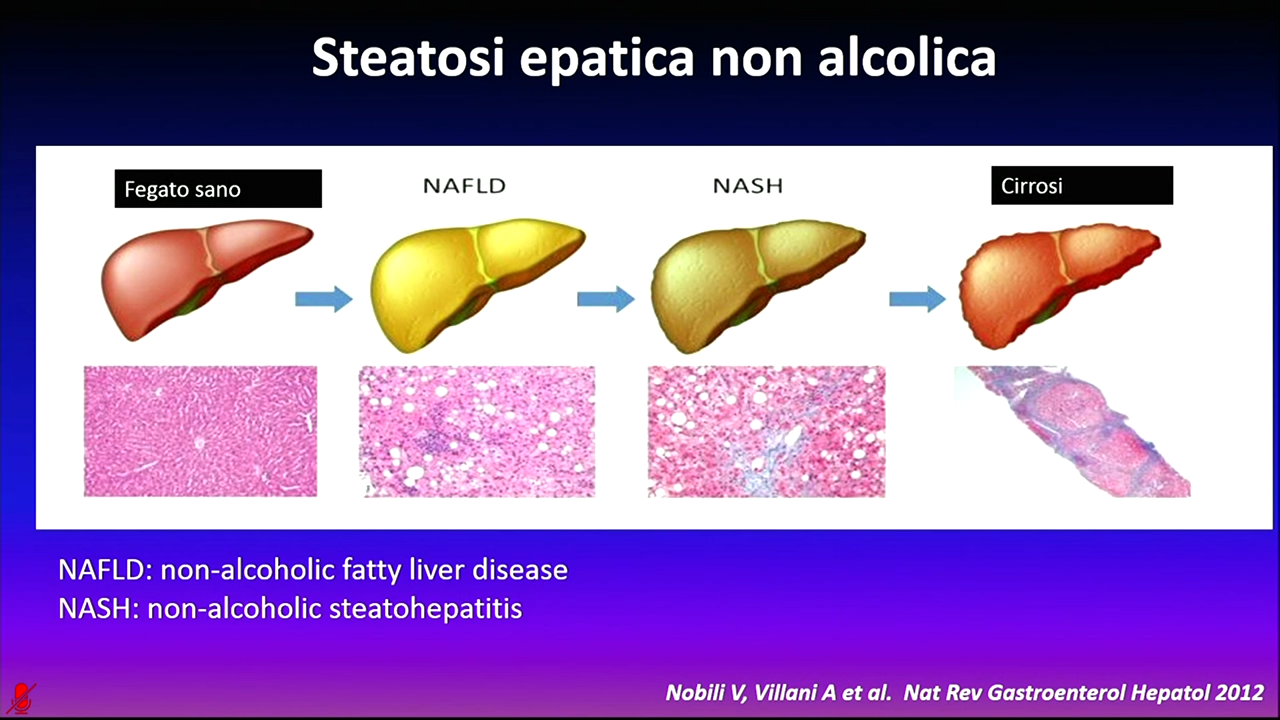 Steatosi epatica non alcolica
Fegato sano
NAFLD
NASH
Cirrosi
NAFLD: non-alcoholic fatty liver disease
NASH: non-alcoholic steatohepatitis
Nobili V, Villani A et al. Nat Rev Gastroenterol Hepatol 2012